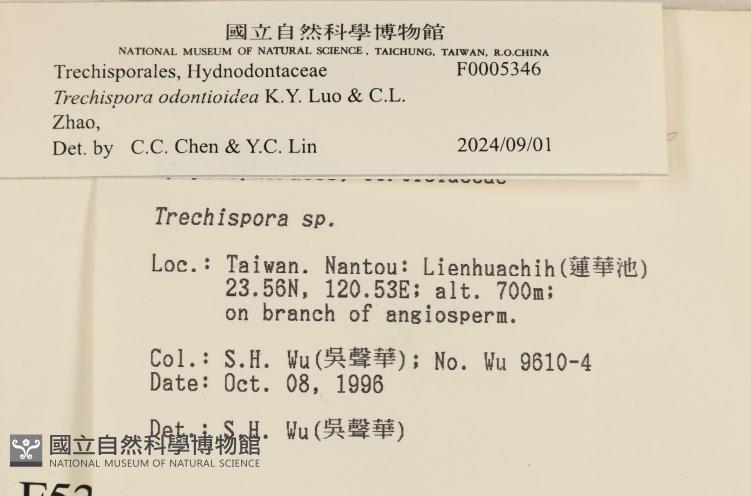 國立自然科學博物館
NATIONAL MUSEUM OF NATURAL SCIENCE, TAICHUNG, TAIWAN, R.O.CHINA
Trechisporales, Hydnodontaceae F0005346
Trechispora odontioidea K.Y. Luo & C.L.
Zhao,
Det. by C.C. Chen & Y.C. Lin 2024/09/01
Trechispora sp.
Loc.: Taiwan. Nantou: Lienhuachih(蓮華池)
23.56N, 120.53E; alt. 700m;
on branch of angiosperm.
Col.: S.H. Wu(吳聲華); No. Wu 9610-4
Date: Oct. 08, 1996
Det.: S.H. Wu(吳聲華)
國立自然科學博物館
NATIONAL MUSEUM OF NATURAL SCIENCE